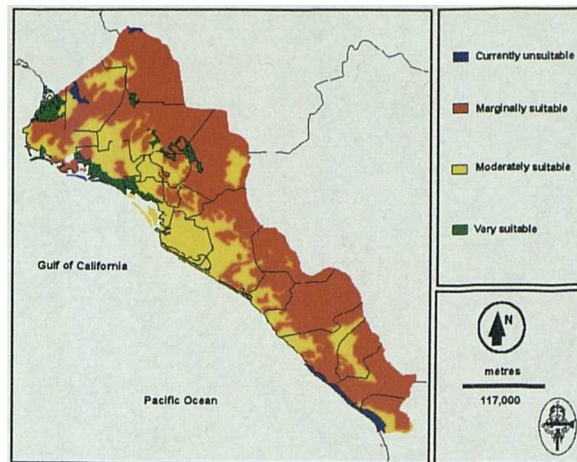 Currently unsuitable
Marginally suitable
Moderately suitable
Very suitable
Gulf of California
Pacific Ocean
N
metres
117,000